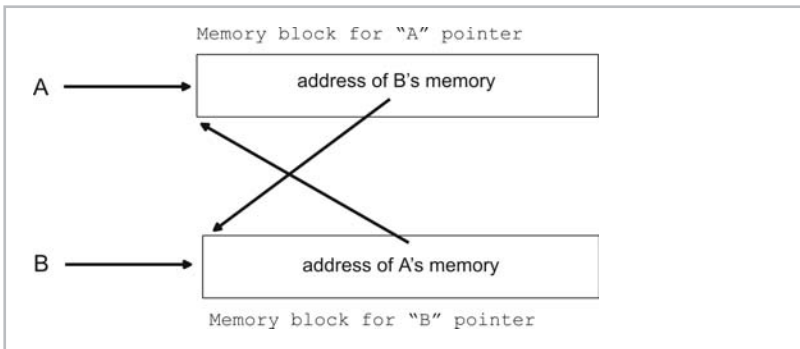 Memory block for “A” pointer
A
address of B’s memory
B
address of A’s memory
Memory block for “B” pointer